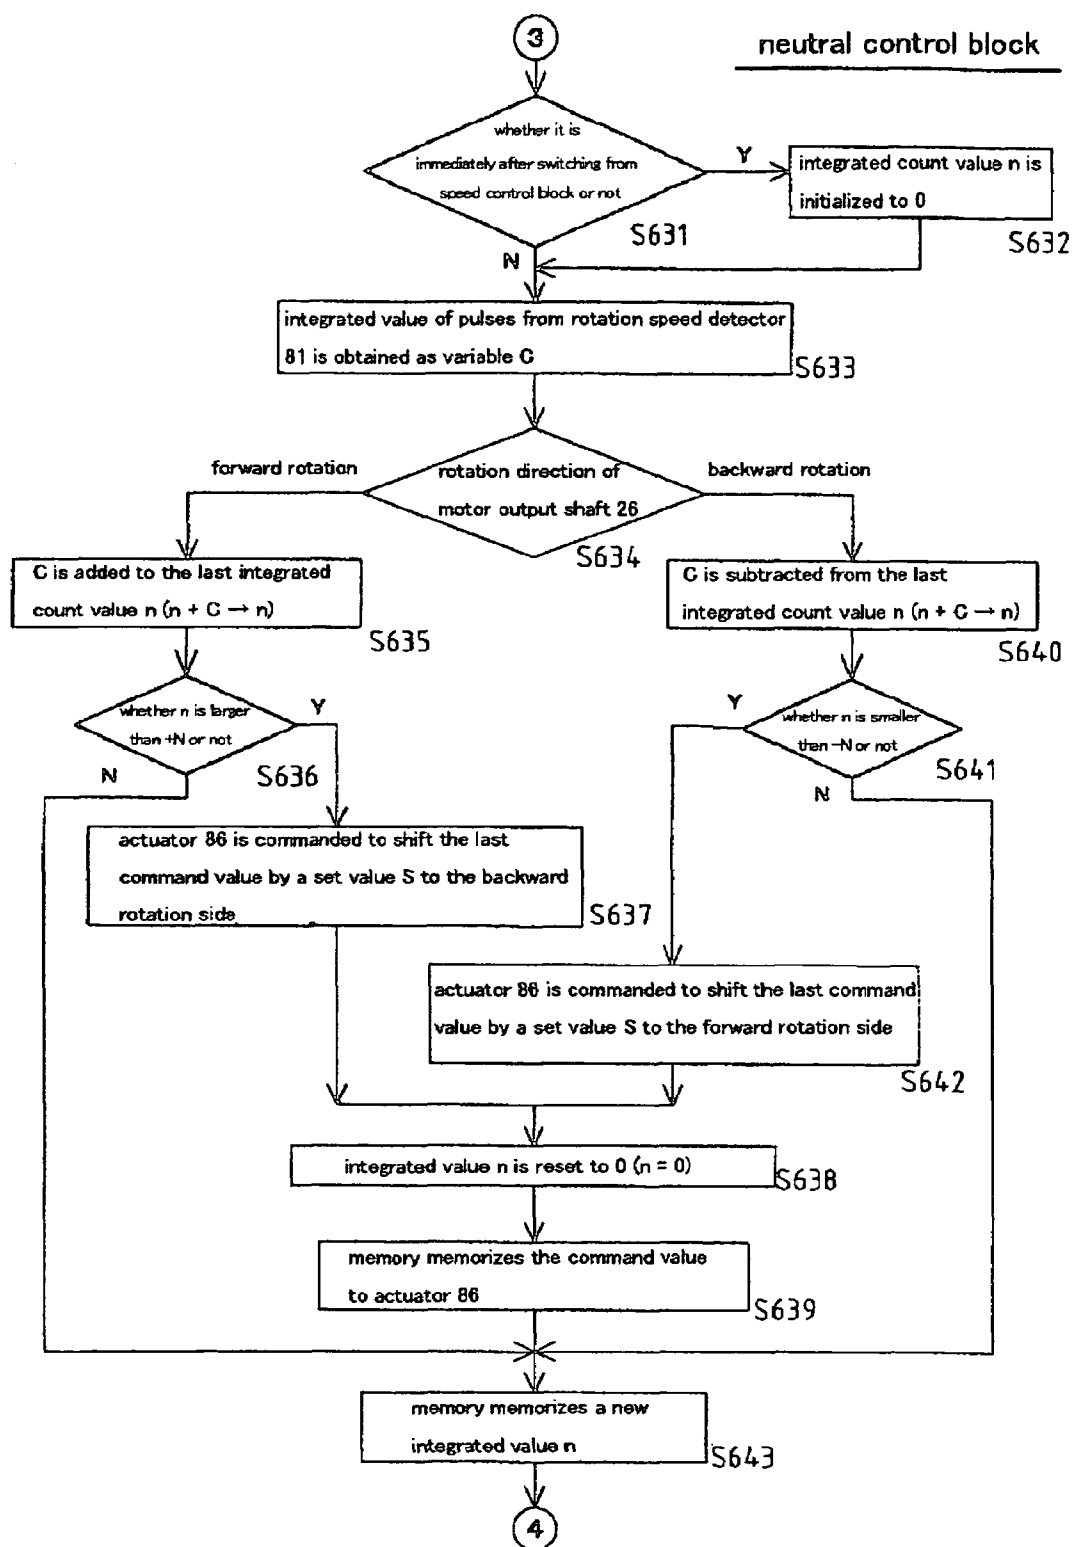 3
neutral control block
whether it is
immediately after switching from
speed control block or not
Y
integrated count value n is
initialized to 0
S631
S632
N
integrated value of pulses from rotation speed detector
81 is obtained as variable C
S633
forward rotation
rotation direction of
motor output shaft 26
backward rotation
S634
C is added to the last integrated
count value n (n + C → n)
S635
C is subtracted from the last
integrated count value n (n + C → n)
S640
whether n is larger
than +N or not
Y
N
S636
Y
whether n is smaller
than -N or not
S641
N
actuator 86 is commanded to shift the last
command value by a set value S to the backward
rotation side
S637
actuator 86 is commanded to shift the last command
value by a set value S to the forward rotation side
S642
integrated value n is reset to 0 (n = 0)
S638
memory memorizes the command value
to actuator 86
S639
memory memorizes a new
integrated value n
S643
4